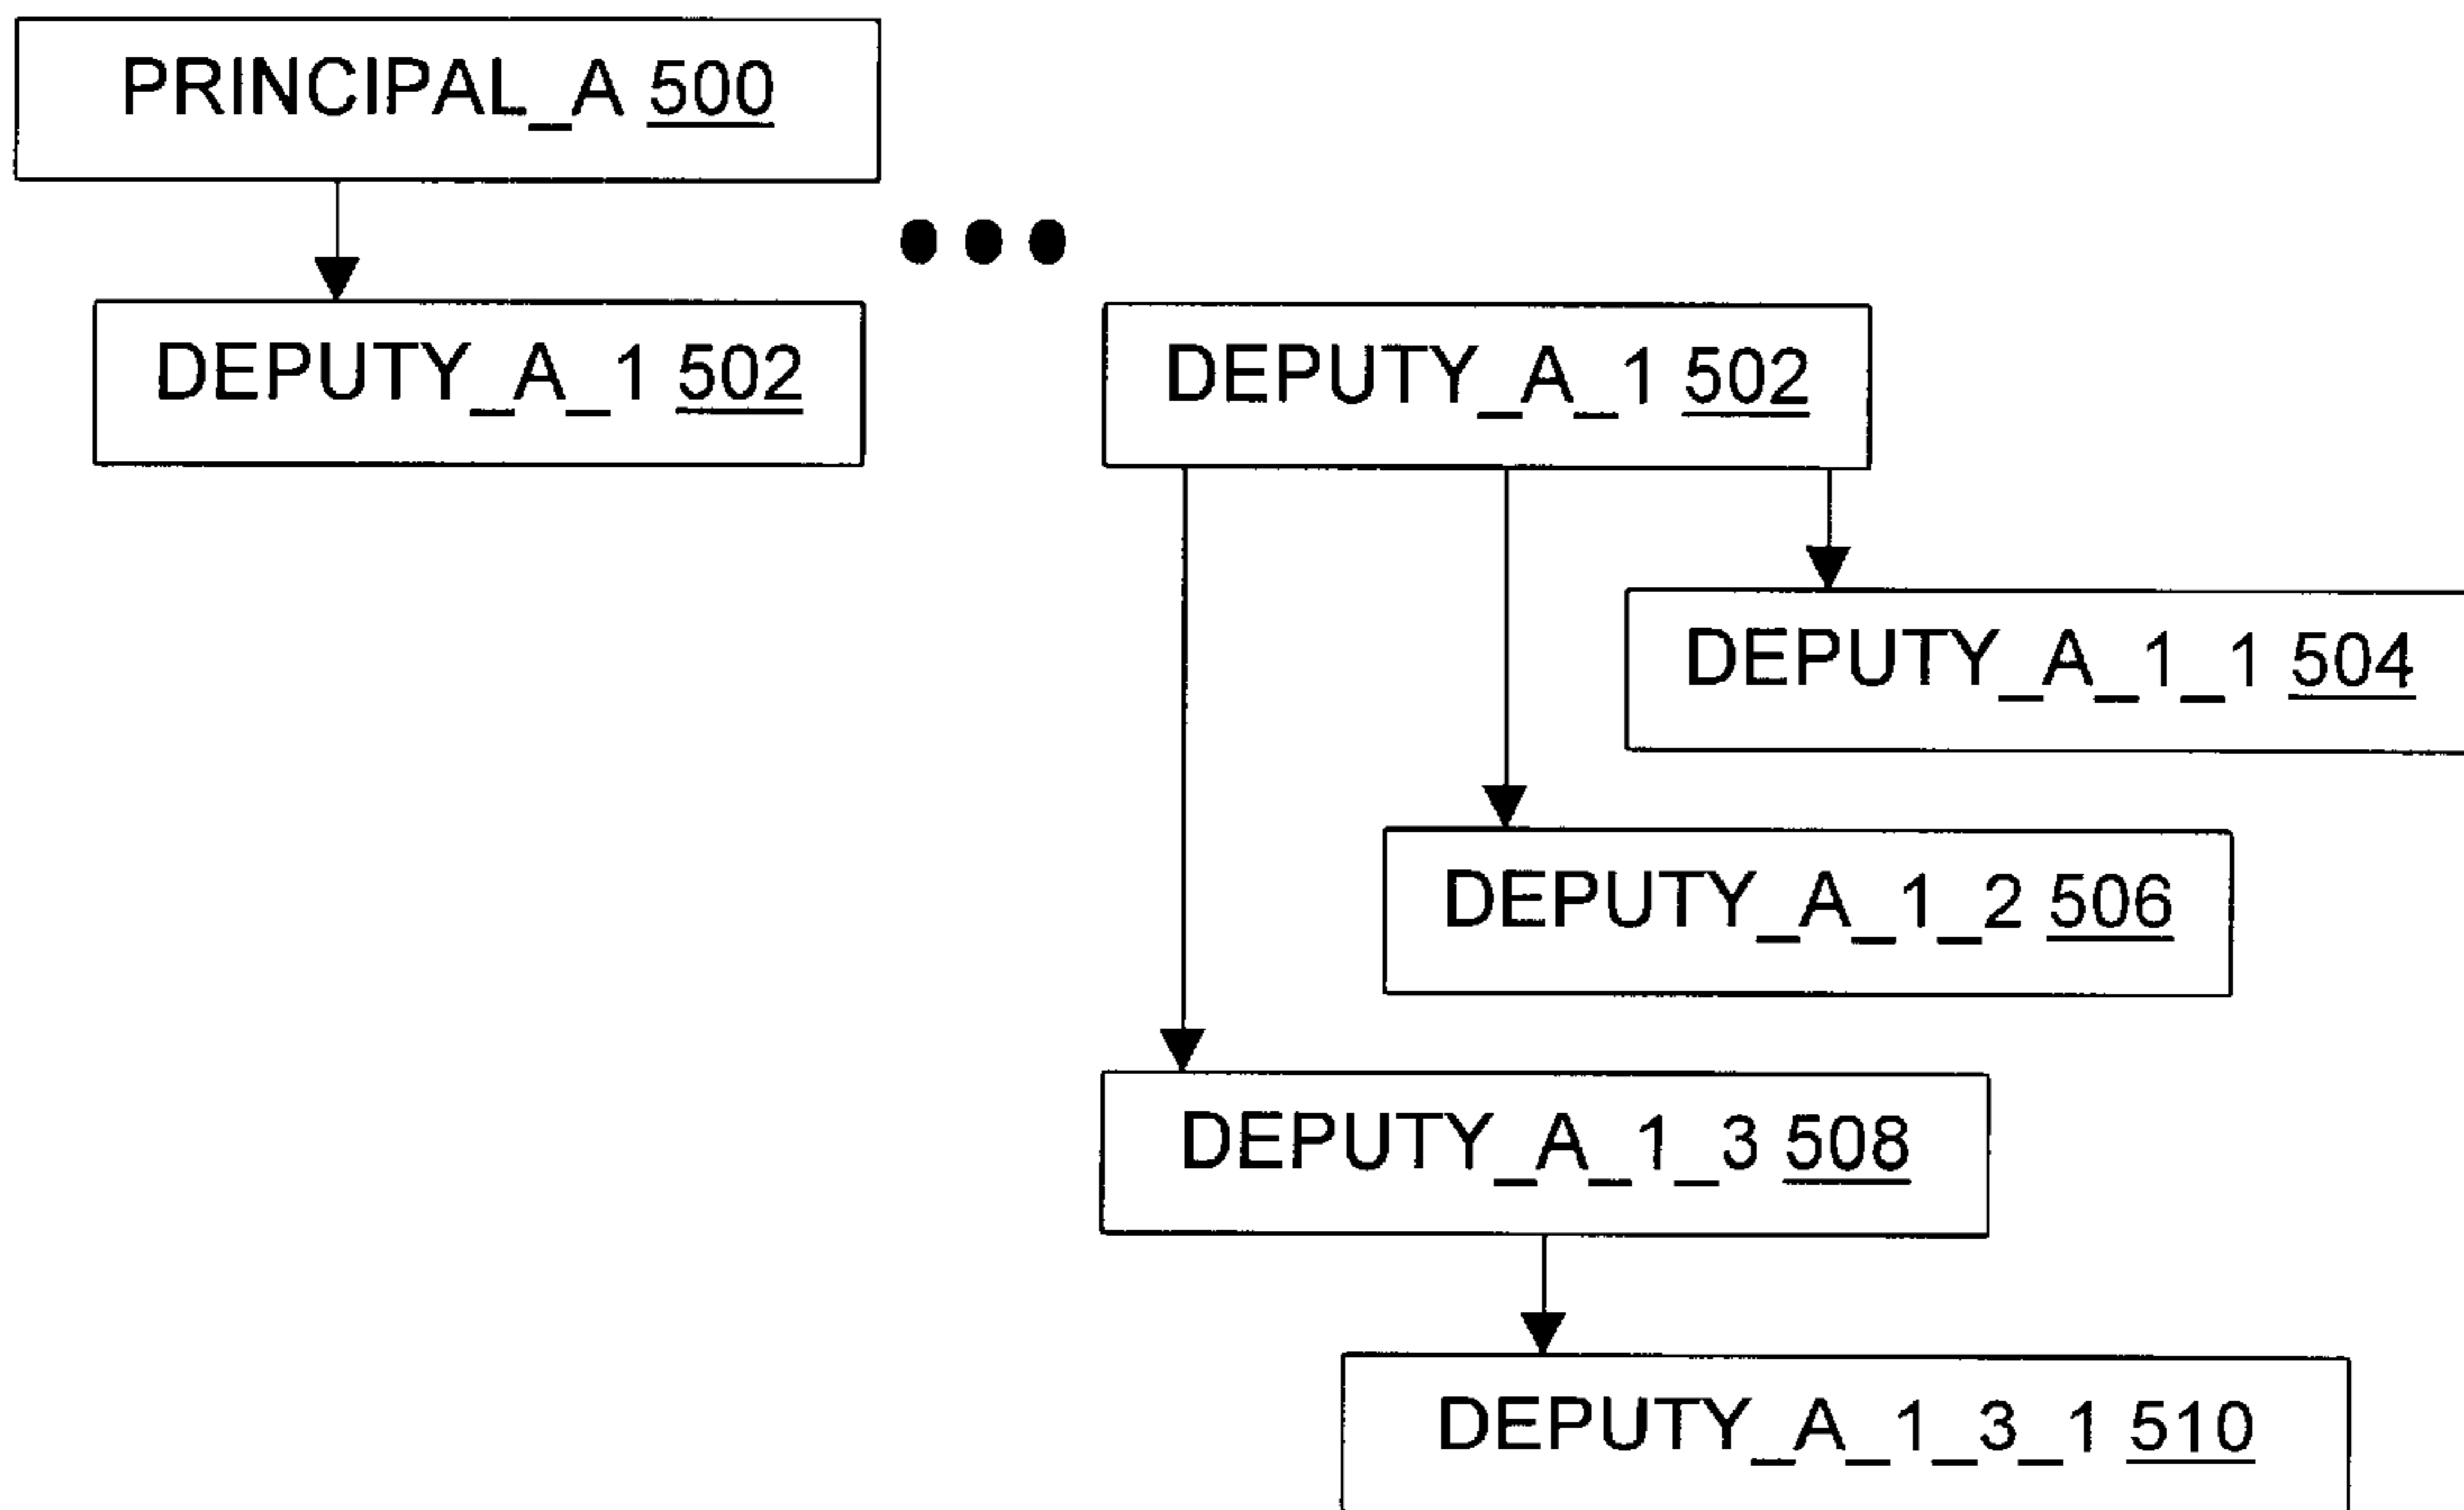 PRINCIPAL_A 500
DEPUTY_A_1 502
DEPUTY_A_1 502
DEPUTY_A_1_1 504
DEPUTY_A_1_2 506
DEPUTY_A_1_3 508
DEPUTY_A_1_3_1 510